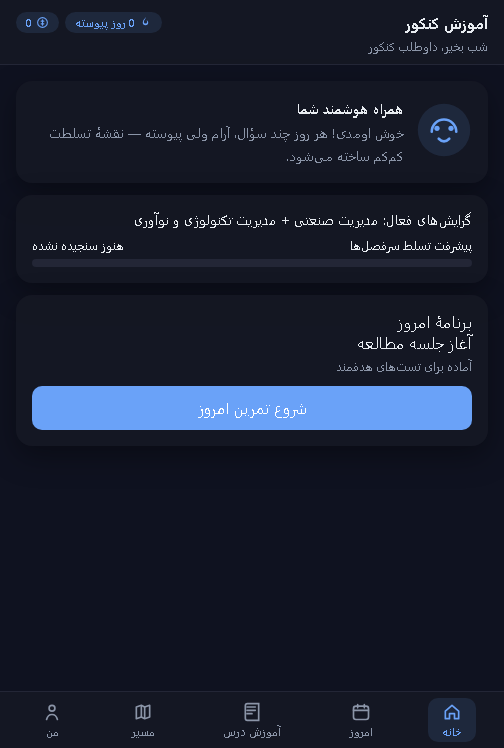 آموزش کنکور
شب بخیر، داوطلب کنکور
0 روز پیوسته
0
همراه هوشمند شما
خوش اومدی! هر روز چند سؤال، آرام ولی پیوسته — نقشهٔ تسلطت
کم‌کم ساخته می‌شود.
گرایش‌های فعال: مدیریت صنعتی + مدیریت تکنولوژی و نوآوری
پیشرفت تسلط سرفصل‌ها
هنوز سنجیده نشده
برنامهٔ امروز
آغاز جلسه مطالعه
آماده برای تست‌های هدفمند
شروع تمرین امروز
خانه
امروز
آموزش درس
مسیر
من